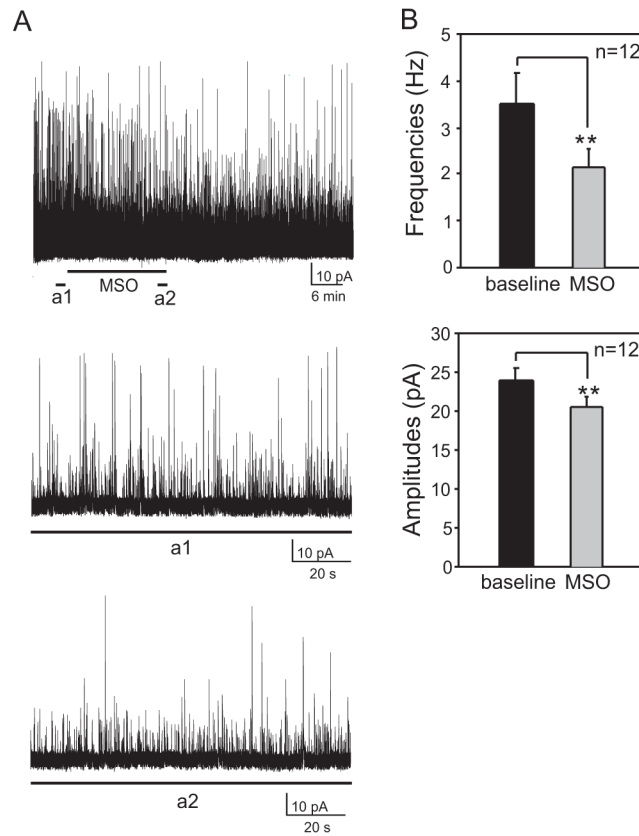 A
10 pA
6 min
MSO
a1
a2
a1
10 pA
20 s
a2
10 pA
20 s
B
Frequencies (Hz)
5
4
3
2
1
0
n=12
**
baseline MSO
Amplitudes (pA)
30
25
20
15
10
5
0
n=12
**
baseline MSO